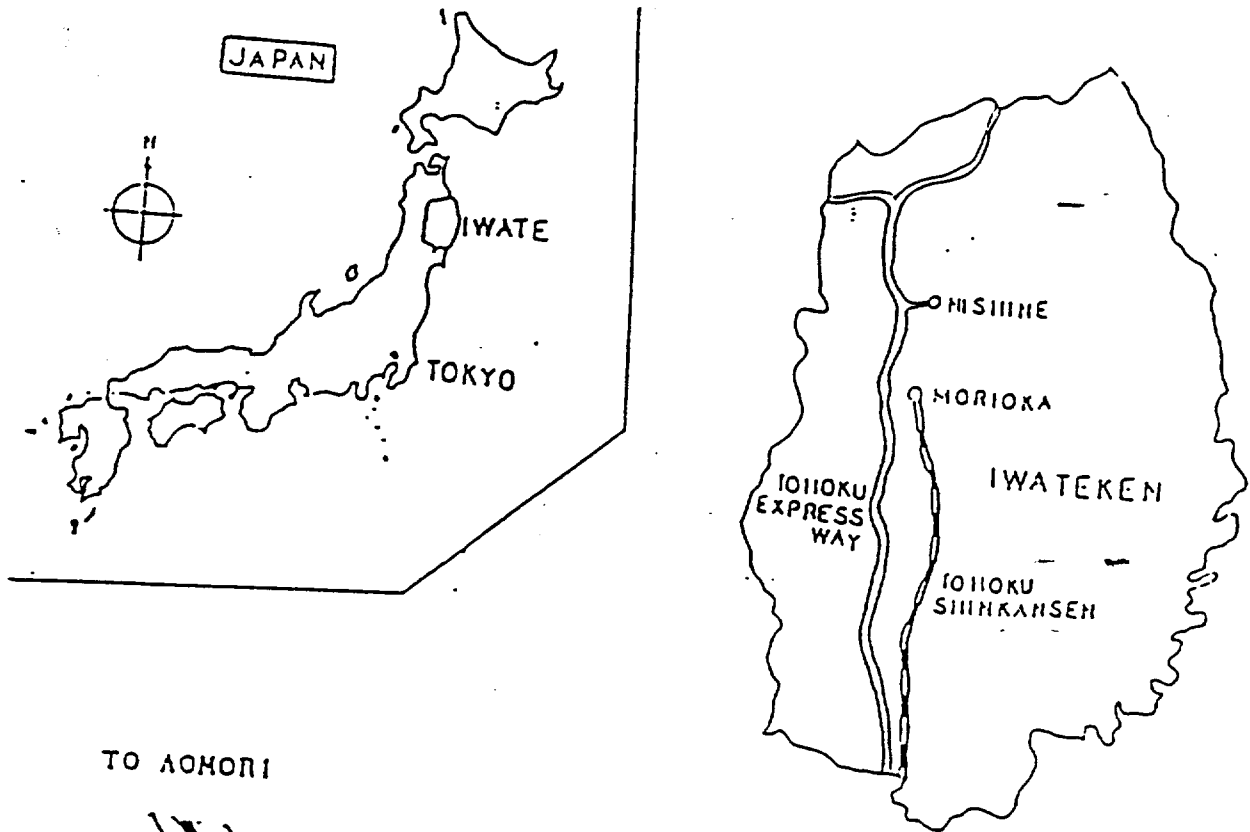 JAPAN
N
IWATE
TOKYO
NISHINE
MORIOKA
IWATEKEN
TOHOKU
EXPRESS
WAY
TOHOKU
SHINKANSEN
TO AOMORI